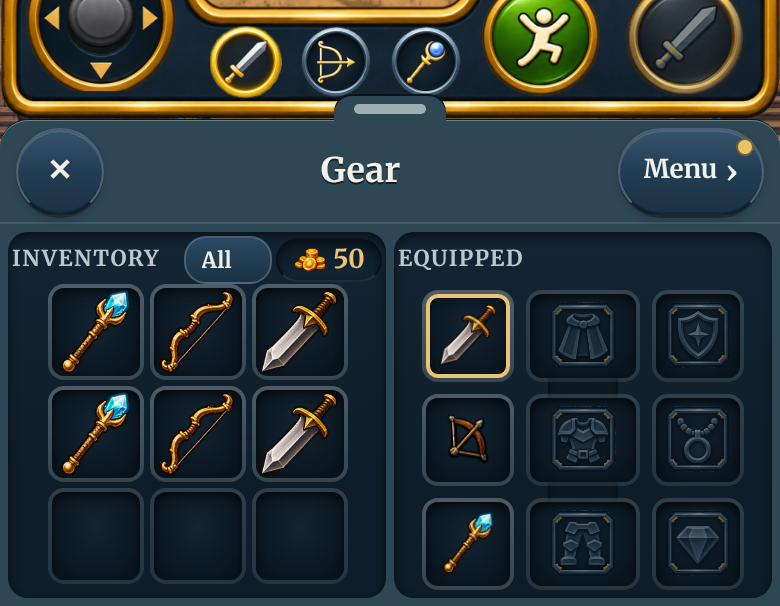 ×
Gear
Menu ›
INVENTORY
All
50
EQUIPPED